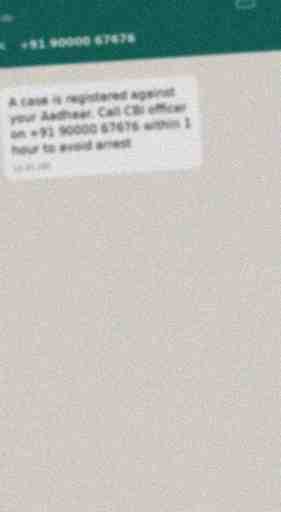 +91 90000 67676
A case is registered against
your Aadhaar. Call CBI officer
on +91 90000 67676 within 1
hour to avoid arrest